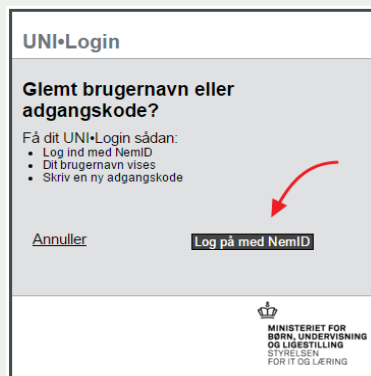 UNI•Login
Glemt brugernavn eller
adgangskode?
Få dit UNI•Login sådan:
• Log ind med NemID
• Dit brugernavn vises
• Skriv en ny adgangskode
Annuller
Log på med NemID
MINISTERIET FOR
BØRN, UNDERVISNING
OG LIGESTILLING
STYRELSEN
FOR IT OG LÆRING